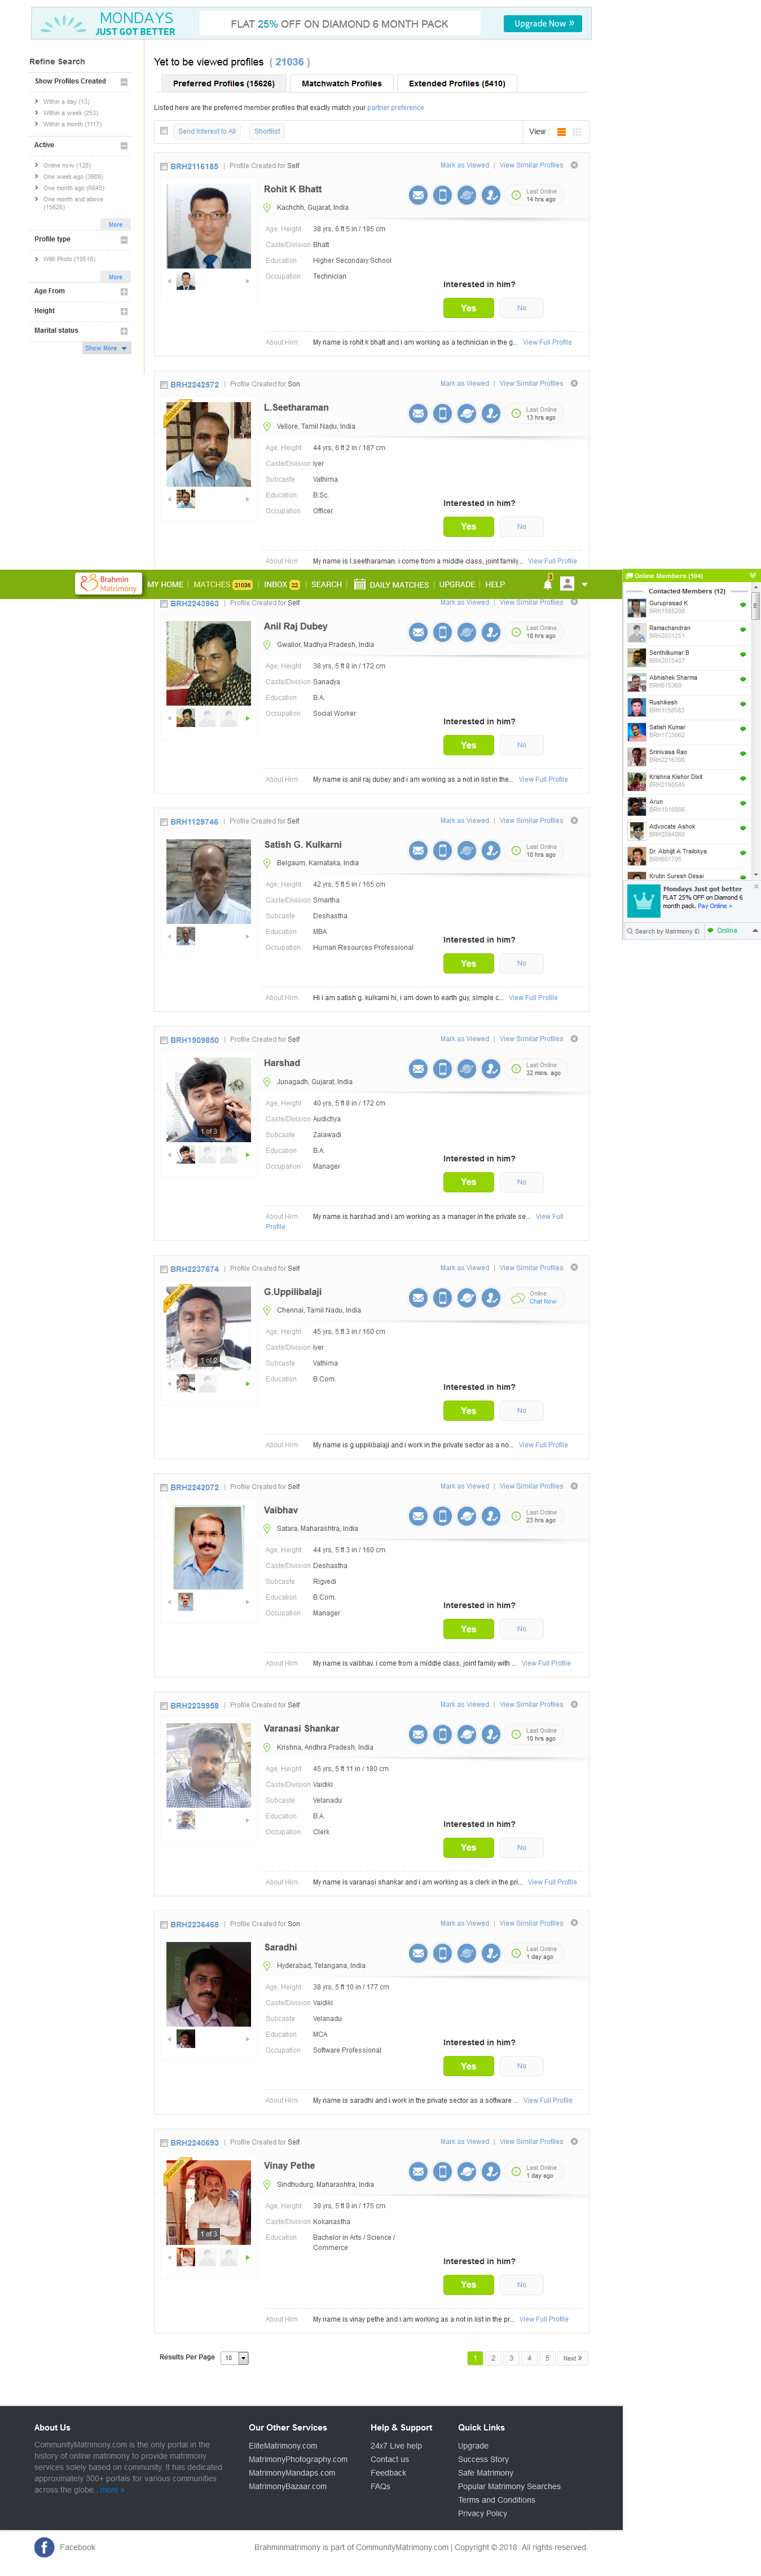 MONDAYS
JUST GOT BETTER
FLAT 25% OFF ON DIAMOND 6 MONTH PACK
Upgrade Now »
Refine Search
Show Profiles Created
Within a day (13)
Within a week (253)
Within a month (1117)
Active
Online now (128)
One week ago (3909)
One month ago (6845)
One month and above
(15626)
More
Profile type
With Photo (10518)
More
Age From
Height
Marital status
Show More
Yet to be viewed profiles ( 21036 )
Preferred Profiles (15626)
Matchwatch Profiles
Extended Profiles (5410)
Listed here are the preferred member profiles that exactly match your partner preference
Send Interest to All
Shortlist
View :
BRH2116185 | Profile Created for Self
Mark as Viewed | View Similar Profiles
Rohit K Bhatt
Kachchh, Gujarat, India
Last Online
14 hrs ago
Age, Height 38 yrs, 6 ft 5 in / 195 cm
Caste/Division Bhatt
Education Higher Secondary School
Occupation Technician
Interested in him?
Yes
No
About Him My name is rohit k bhatt and i am working as a technician in the g... View Full Profile
BRH2242572 | Profile Created for Son
Mark as Viewed | View Similar Profiles
DIAMOND
L.Seetharaman
Vellore, Tamil Nadu, India
Last Online
13 hrs ago
Age, Height 44 yrs, 6 ft 2 in / 187 cm
Caste/Division Iyer
Subcaste Vathima
Education B.Sc.
Occupation Officer
Interested in him?
Yes
No
About Him My name is l.seetharaman. i come from a middle class, joint family... View Full Profile
Brahmin
Matrimony
MY HOME | MATCHES 21036 | INBOX 22 | SEARCH | DAILY MATCHES | UPGRADE | HELP
3
BRH2243963 | Profile Created for Self
Mark as Viewed | View Similar Profiles
Anil Raj Dubey
Gwalior, Madhya Pradesh, India
Last Online
18 hrs ago
Age, Height 38 yrs, 5 ft 8 in / 172 cm
Caste/Division Sanadya
Education B.A.
Occupation Social Worker
Interested in him?
Yes
No
About Him My name is anil raj dubey and i am working as a not in list in the... View Full Profile
BRH1129746 | Profile Created for Self
Mark as Viewed | View Similar Profiles
Satish G. Kulkarni
Belgaum, Karnataka, India
Last Online
10 hrs ago
Age, Height 42 yrs, 5 ft 5 in / 165 cm
Caste/Division Smartha
Subcaste Deshastha
Education MBA
Occupation Human Resources Professional
Interested in him?
Yes
No
About Him Hi i am satish g. kulkarni hi, i am down to earth guy, simple c... View Full Profile
BRH1909850 | Profile Created for Self
Mark as Viewed | View Similar Profiles
Harshad
Junagadh, Gujarat, India
Last Online
32 mins. ago
1 of 3
Age, Height 40 yrs, 5 ft 8 in / 172 cm
Caste/Division Audichya
Subcaste Zalawadi
Education B.A.
Occupation Manager
Interested in him?
Yes
No
About Him My name is harshad and i am working as a manager in the private se... View Full
Profile
BRH2237674 | Profile Created for Self
Mark as Viewed | View Similar Profiles
PLATINUM
G.Uppilibalaji
Chennai, Tamil Nadu, India
Online
Chat Now
1 of 2
Age, Height 45 yrs, 5 ft 3 in / 160 cm
Caste/Division Iyer
Subcaste Vathima
Education B.Com.
Interested in him?
Yes
No
About Him My name is g.uppilibalaji and i work in the private sector as a no... View Full Profile
BRH2242072 | Profile Created for Self
Mark as Viewed | View Similar Profiles
Vaibhav
Satara, Maharashtra, India
Last Online
23 hrs ago
Age, Height 44 yrs, 5 ft 3 in / 160 cm
Caste/Division Deshastha
Subcaste Rigvedi
Education B.Com.
Occupation Manager
Interested in him?
Yes
No
About Him My name is vaibhav. i come from a middle class, joint family with ... View Full Profile
BRH2239958 | Profile Created for Self
Mark as Viewed | View Similar Profiles
Varanasi Shankar
Krishna, Andhra Pradesh, India
Last Online
10 hrs ago
Age, Height 45 yrs, 5 ft 11 in / 180 cm
Caste/Division Vaidiki
Subcaste Velanadu
Education B.A.
Occupation Clerk
Interested in him?
Yes
No
About Him My name is varanasi shankar and i am working as a clerk in the pri... View Full Profile
BRH2236468 | Profile Created for Son
Mark as Viewed | View Similar Profiles
Saradhi
Hyderabad, Telangana, India
Last Online
1 day ago
Age, Height 38 yrs, 5 ft 10 in / 177 cm
Caste/Division Vaidiki
Subcaste Velanadu
Education MCA
Occupation Software Professional
Interested in him?
Yes
No
About Him My name is saradhi and i work in the private sector as a software ... View Full Profile
BRH2240693 | Profile Created for Self
Mark as Viewed | View Similar Profiles
DIAMOND
Vinay Pethe
Sindhudurg, Maharashtra, India
Last Online
1 day ago
1 of 3
Age, Height 39 yrs, 5 ft 9 in / 175 cm
Caste/Division Kokanastha
Education Bachelor in Arts / Science /
Commerce
Interested in him?
Yes
No
About Him My name is vinay pethe and i am working as a not in list in the pr... View Full Profile
Results Per Page 10
1 2 3 4 5 Next »
Online Members (104)
Contacted Members (12)
Guruprasad K
BRH1585200
Ramachandran
BRH2031251
Senthilkumar B
BRH2015407
Abhishek Sharma
BRH615360
Rushikesh
BRH1158583
Satish Kumar
BRH1733062
Srinivasa Rao
BRH2216398
Krishna Kishor Dixit
BRH2190545
Arun
BRH1016006
Advocate Ashok
BRH2094060
Dr. Abhijit A Trailokya
BRH681705
Krutin Suresh Desai
Mondays Just got better
FLAT 25% OFF on Diamond 6
month pack. Pay Online »
Search by Matrimony ID
Online
About Us
CommunityMatrimony.com is the only portal in the
history of online matrimony to provide matrimony
services solely based on community. It has dedicated
approximately 300+ portals for various communities
across the globe.. more »
Our Other Services
EliteMatrimony.com
MatrimonyPhotography.com
MatrimonyMandaps.com
MatrimonyBazaar.com
Help & Support
24x7 Live help
Contact us
Feedback
FAQs
Quick Links
Upgrade
Success Story
Safe Matrimony
Popular Matrimony Searches
Terms and Conditions
Privacy Policy
Facebook
Brahminmatrimony is part of CommunityMatrimony.com | Copyright © 2018. All rights reserved.